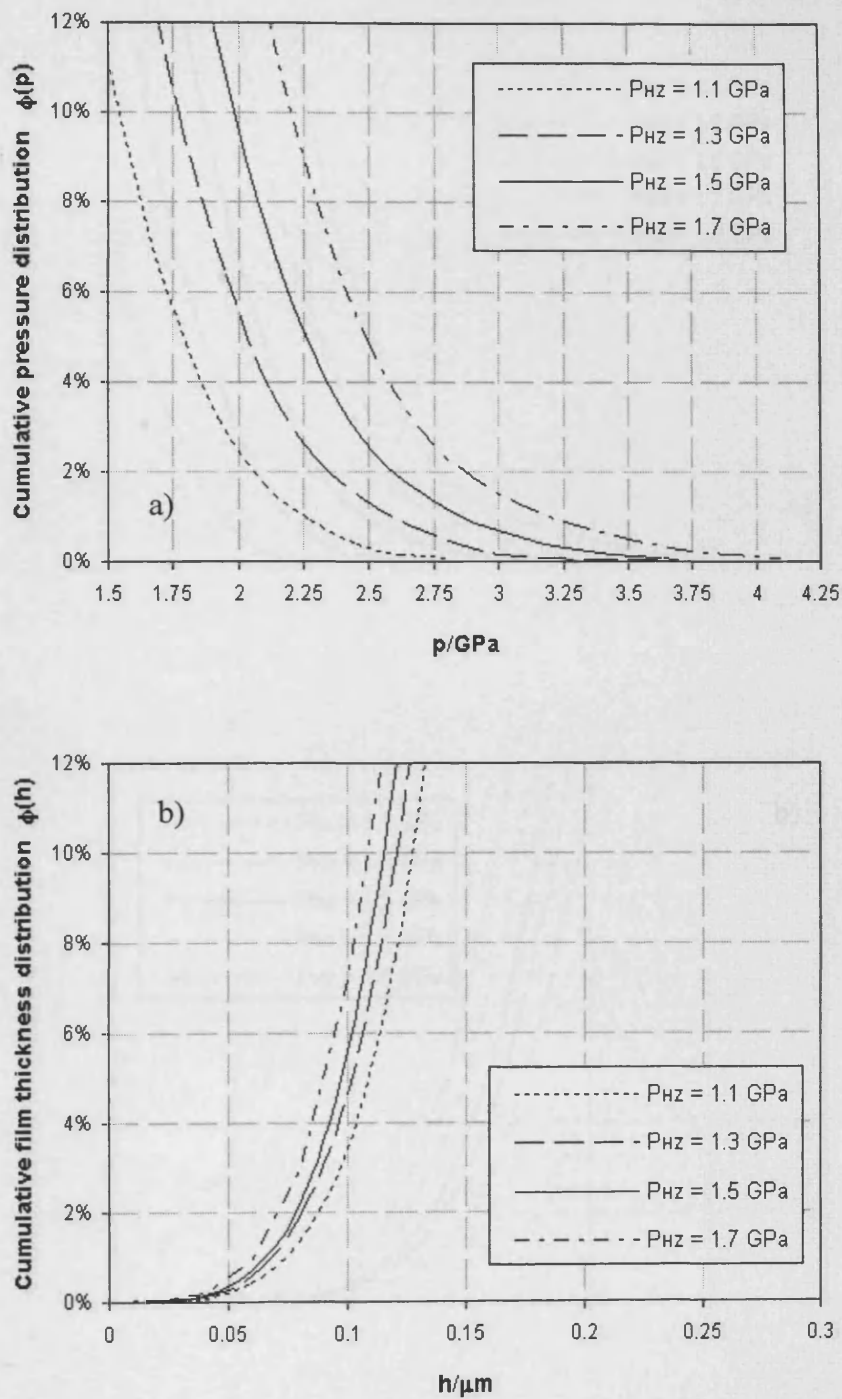 12%
10%
8%
6%
4%
2%
0%
Cumulative pressure distribution ϕ(p)
PHZ = 1.1 GPa
PHZ = 1.3 GPa
PHZ = 1.5 GPa
PHZ = 1.7 GPa
a)
1.5 1.75 2 2.25 2.5 2.75 3 3.25 3.5 3.75 4 4.25
p/GPa
12%
10%
8%
6%
4%
2%
0%
Cumulative film thickness distribution ϕ(h)
b)
PHZ = 1.1 GPa
PHZ = 1.3 GPa
PHZ = 1.5 GPa
PHZ = 1.7 GPa
0 0.05 0.1 0.15 0.2 0.25 0.3
h/µm